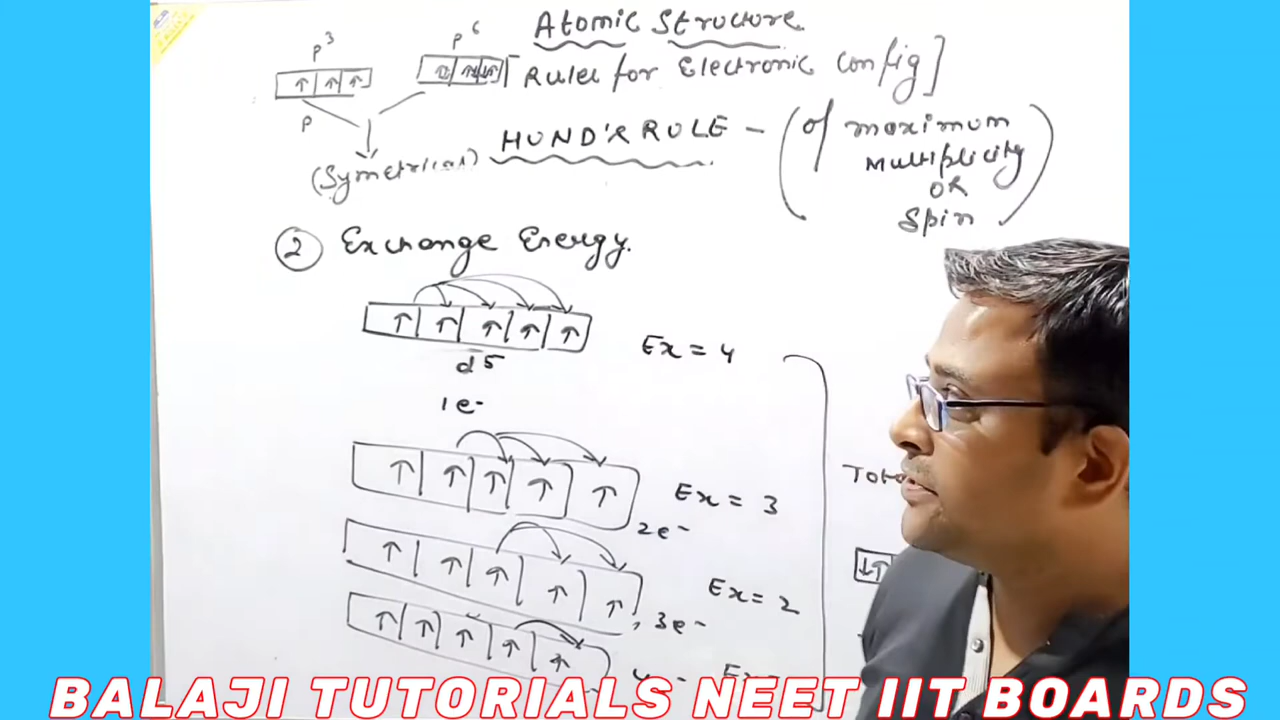 Atomic Structure
p3
p6
[Rules for Electronic config]
↑ ↑ ↑
p
(Symetrical)
HUND'S RULE - (of maximum
Multiplicity
OR
Spin)
② Exchange Energy.
↑ ↑ ↑ ↑ ↑
Ex = 4
d5
1e-
↑ ↑ ↑ ↑ ↑
Ex = 3
2e-
↑ ↑ ↑ ↑ ↑
Ex = 2
, 3e-
↑ ↑ ↑ ↑ ↑
↓↑
BALAJI TUTORIALS NEET IIT BOARDS